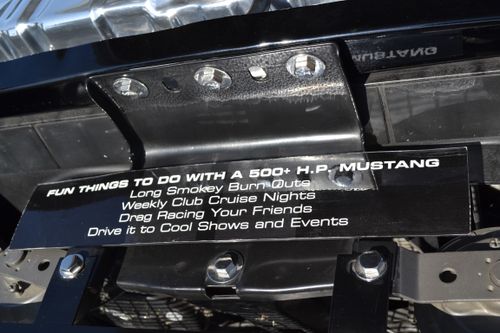 MUSTANG
FUN THINGS TO DO WITH A 500+ H.P. MUSTANG
Long Smokey Burn Outs
Weekly Club Cruise Nights
Drag Racing Your Friends
Drive it to Cool Shows and Events